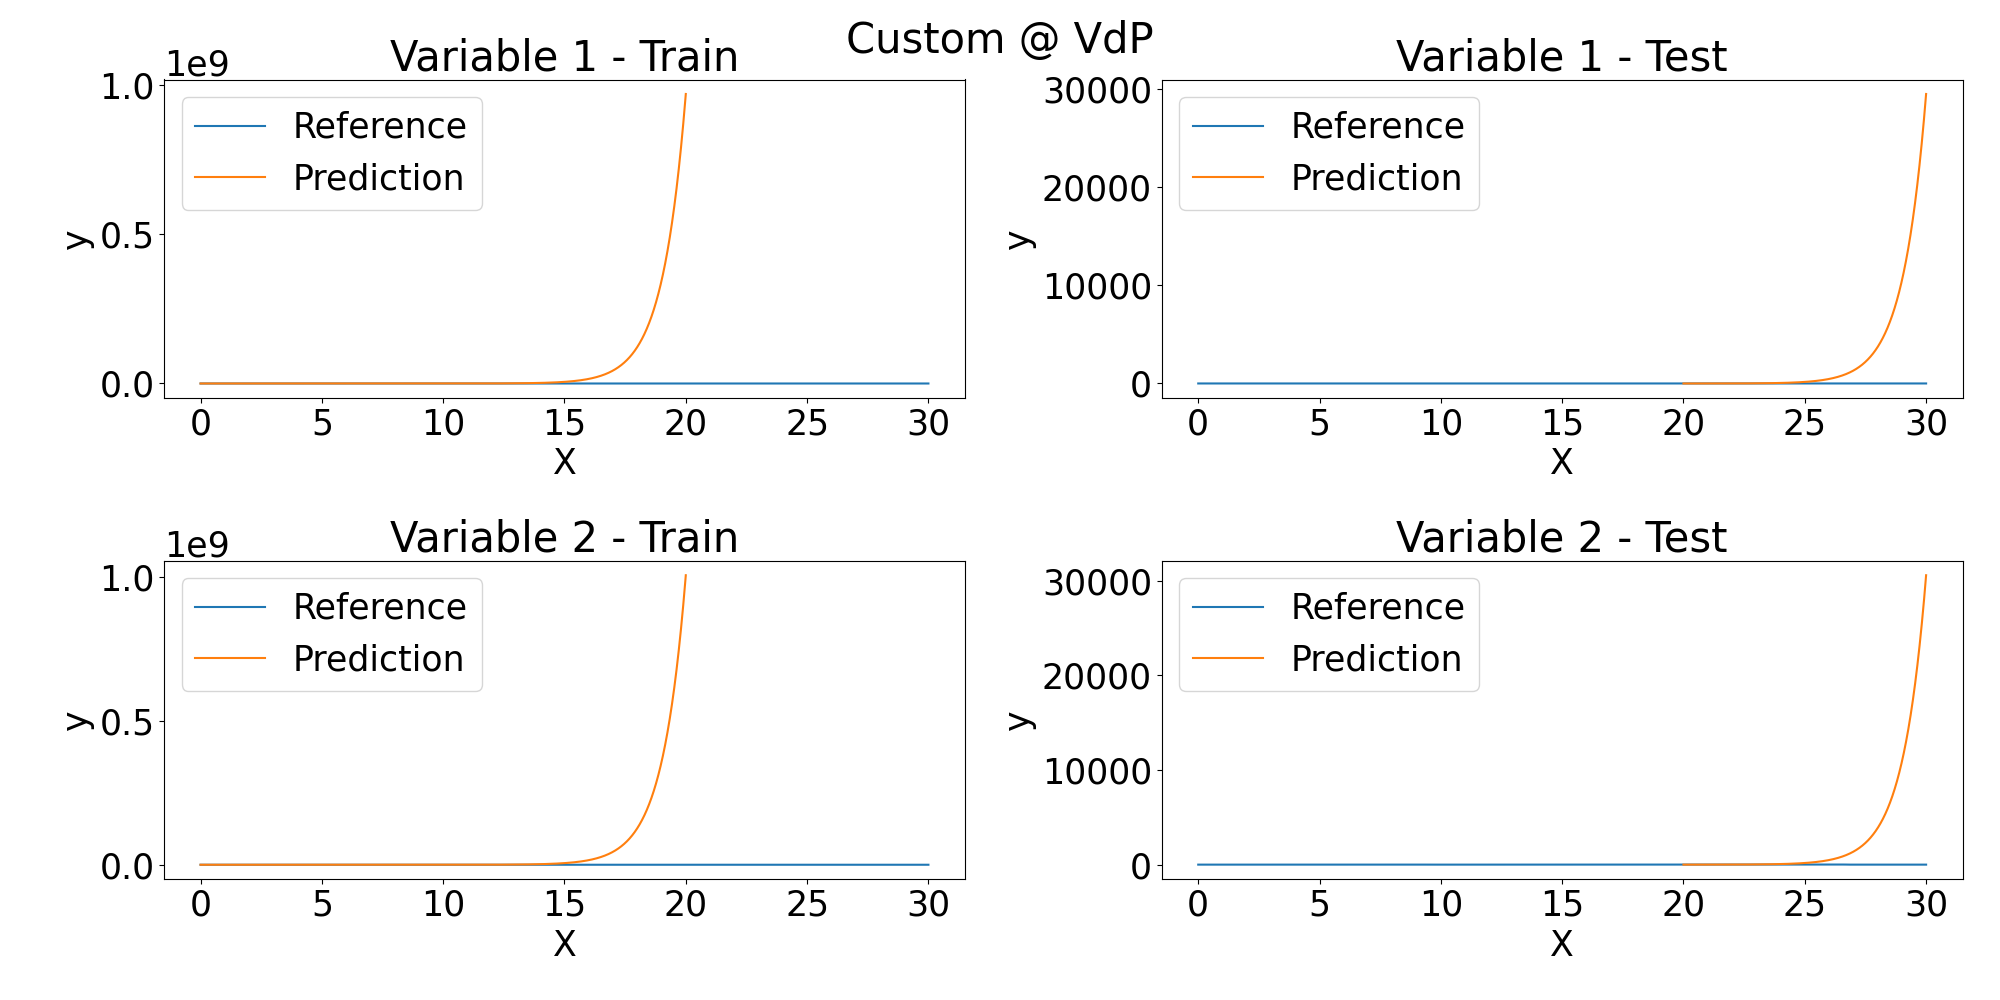 Custom @ VdP
Variable 1 - Train
1e9
1.0
0.5
0.0
y
Reference
Prediction
0 5 10 15 20 25 30
X
Variable 1 - Test
30000
20000
10000
0
y
Reference
Prediction
0 5 10 15 20 25 30
X
Variable 2 - Train
1e9
1.0
0.5
0.0
y
Reference
Prediction
0 5 10 15 20 25 30
X
Variable 2 - Test
30000
20000
10000
0
y
Reference
Prediction
0 5 10 15 20 25 30
X